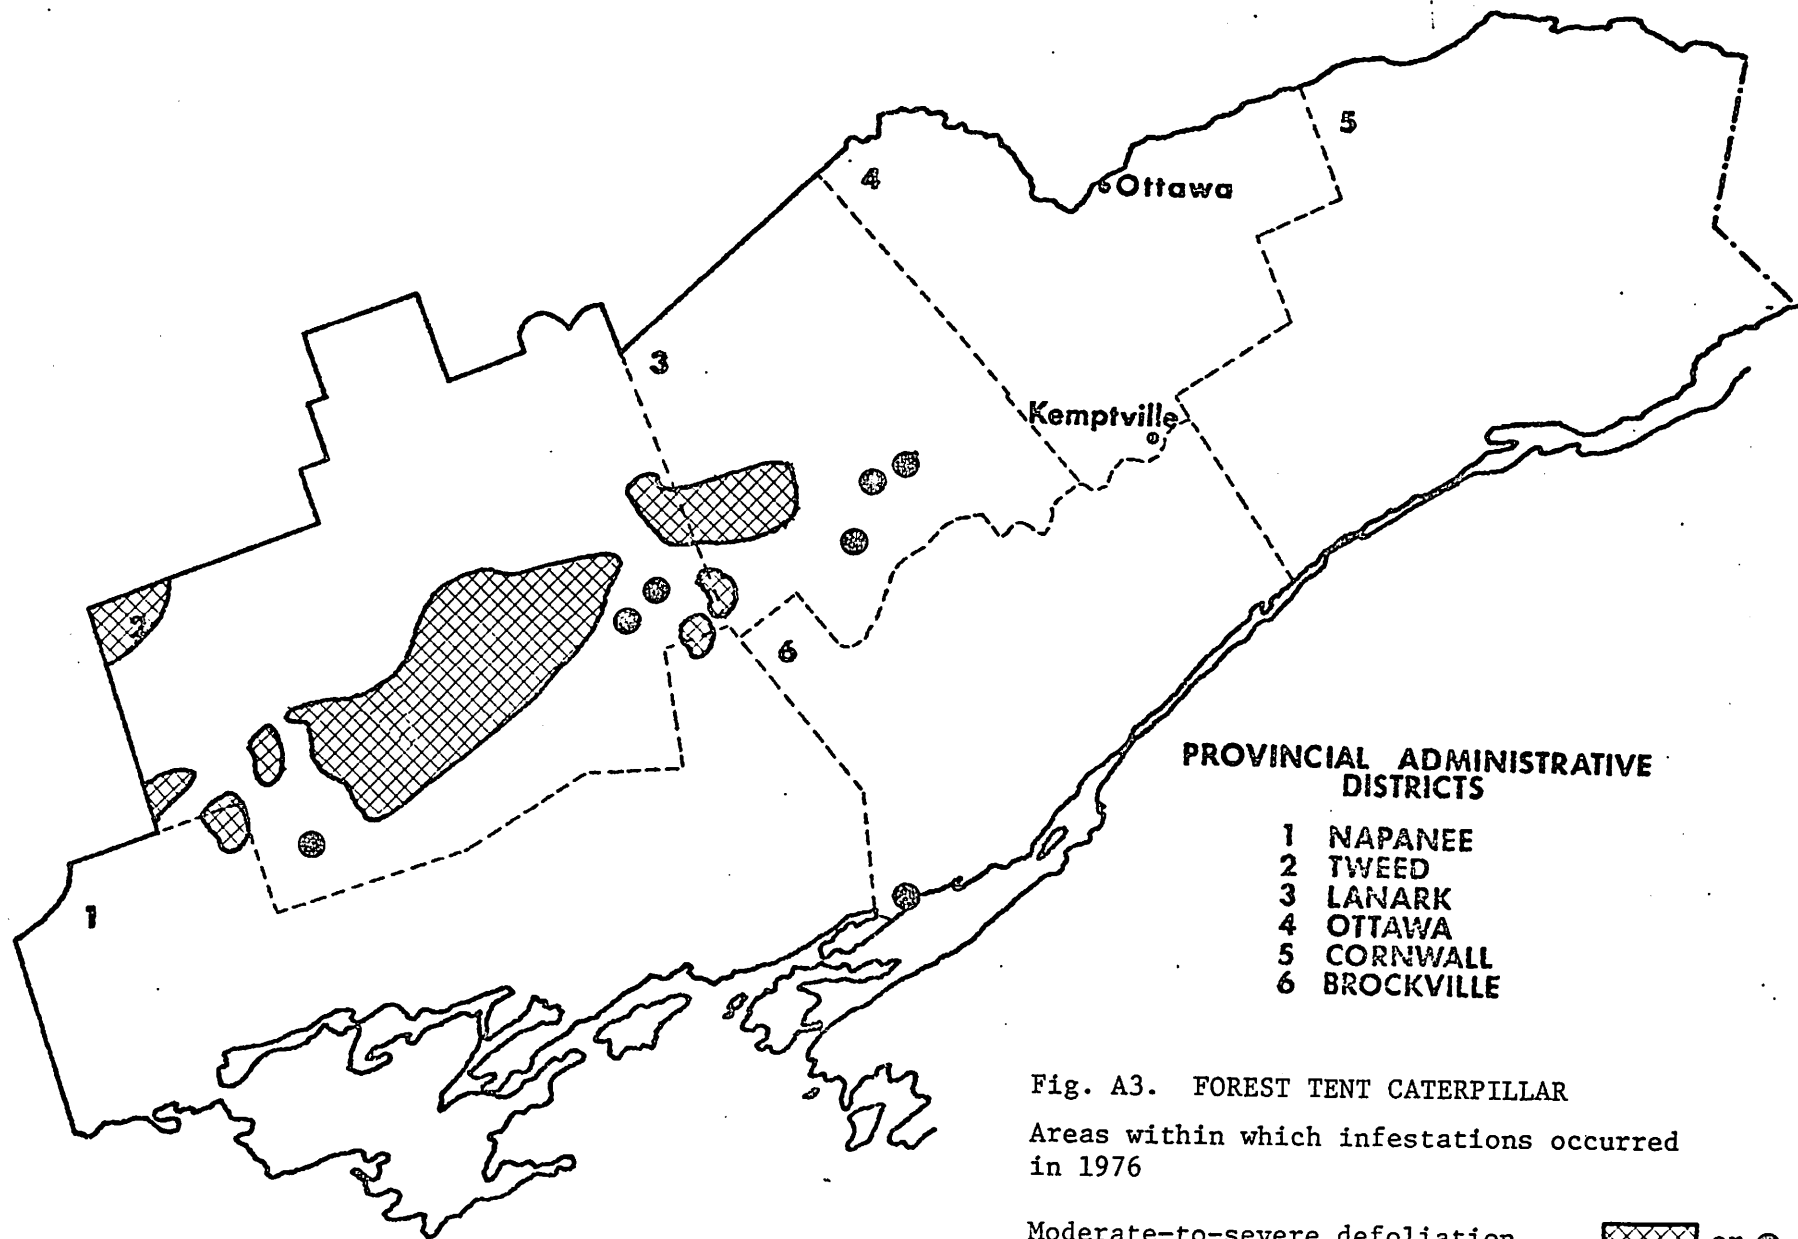 5
4
Ottawa
3
Kemptville
2
6
1
PROVINCIAL ADMINISTRATIVE
DISTRICTS
1 NAPANEE
2 TWEED
3 LANARK
4 OTTAWA
5 CORNWALL
6 BROCKVILLE
Fig. A3. FOREST TENT CATERPILLAR
Areas within which infestations occurred
in 1976
Moderate-to-severe defoliation or